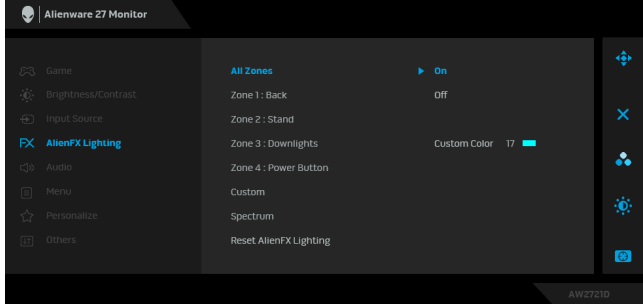 Alienware 27 Monitor
Game
Brightness/Contrast
Input Source
FX AlienFX Lighting
Audio
Menu
Personalize
Others
All Zones On
Zone 1 : Back Off
Zone 2 : Stand
Zone 3 : Downlights Custom Color 17
Zone 4 : Power Button
Custom
Spectrum
Reset AlienFX Lighting
AW2721D